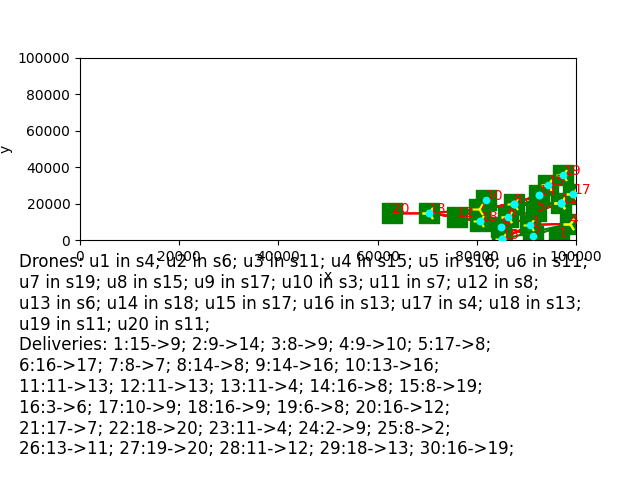 100000
80000
60000
40000
20000
0
y
0 20000 40000 60000 80000 100000
x
20
19
17
Drones: u1 in s4; u2 in s6; u3 in s11; u4 in s15; u5 in s16; u6 in s11;
u7 in s19; u8 in s15; u9 in s17; u10 in s3; u11 in s7; u12 in s8;
u13 in s6; u14 in s18; u15 in s17; u16 in s13; u17 in s4; u18 in s13;
u19 in s11; u20 in s11;
Deliveries: 1:15->9; 2:9->14; 3:8->9; 4:9->10; 5:17->8;
6:16->17; 7:8->7; 8:14->8; 9:14->16; 10:13->16;
11:11->13; 12:11->13; 13:11->4; 14:16->8; 15:8->19;
16:3->6; 17:10->9; 18:16->9; 19:6->8; 20:16->12;
21:17->7; 22:18->20; 23:11->4; 24:2->9; 25:8->2;
26:13->11; 27:19->20; 28:11->12; 29:18->13; 30:16->19;